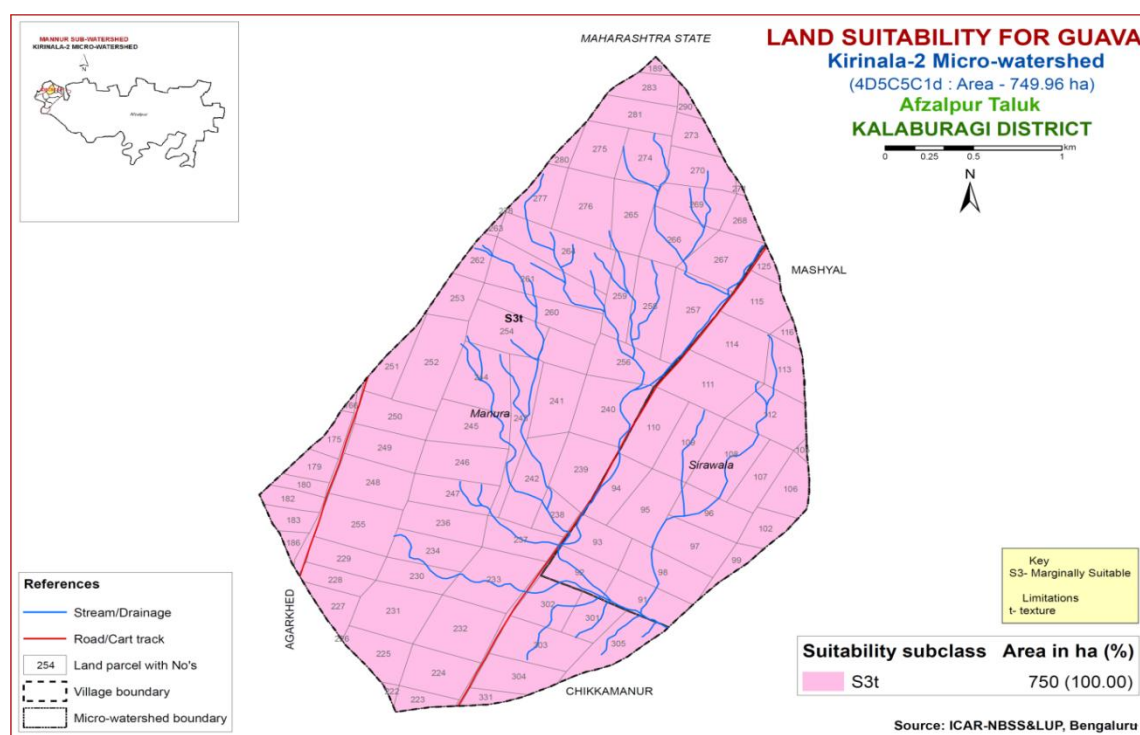 MANNUR SUB-WATERSHED
KIRINALA-2 MICRO-WATERSHED
N
Afzalpur
MAHARASHTRA STATE
LAND SUITABILITY FOR GUAVA
Kirinala-2 Micro-watershed
(4D5C5C1d : Area - 749.96 ha)
Afzalpur Taluk
KALABURAGI DISTRICT
km
0 0.25 0.5 1
N
189
283
290
281
273
275
274
280
270
277
269
276
265
268
263
266
264
267
262
125
261
MASHYAL
253
259
258
115
260
257
S3t
254
114
116
256
252
251
113
111
241
240
250
Manura
112
245
110
175
109
249
108
Sirawala
239
246
179
107
248
242
94
180
106
247
182
95
238
96
183
236
102
255
237
93
186
97
234
99
229
92
98
230
233
228
91
227
302
231
301
232
303
305
225
224
304
222
223
331
AGARKHED
CHIKKAMANUR
References
Stream/Drainage
Road/Cart track
254 Land parcel with No's
Village boundary
Micro-watershed boundary
Key
S3- Marginally Suitable
Limitations
t- texture
Suitability subclass Area in ha (%)
S3t 750 (100.00)
Source: ICAR-NBSS&LUP, Bengaluru